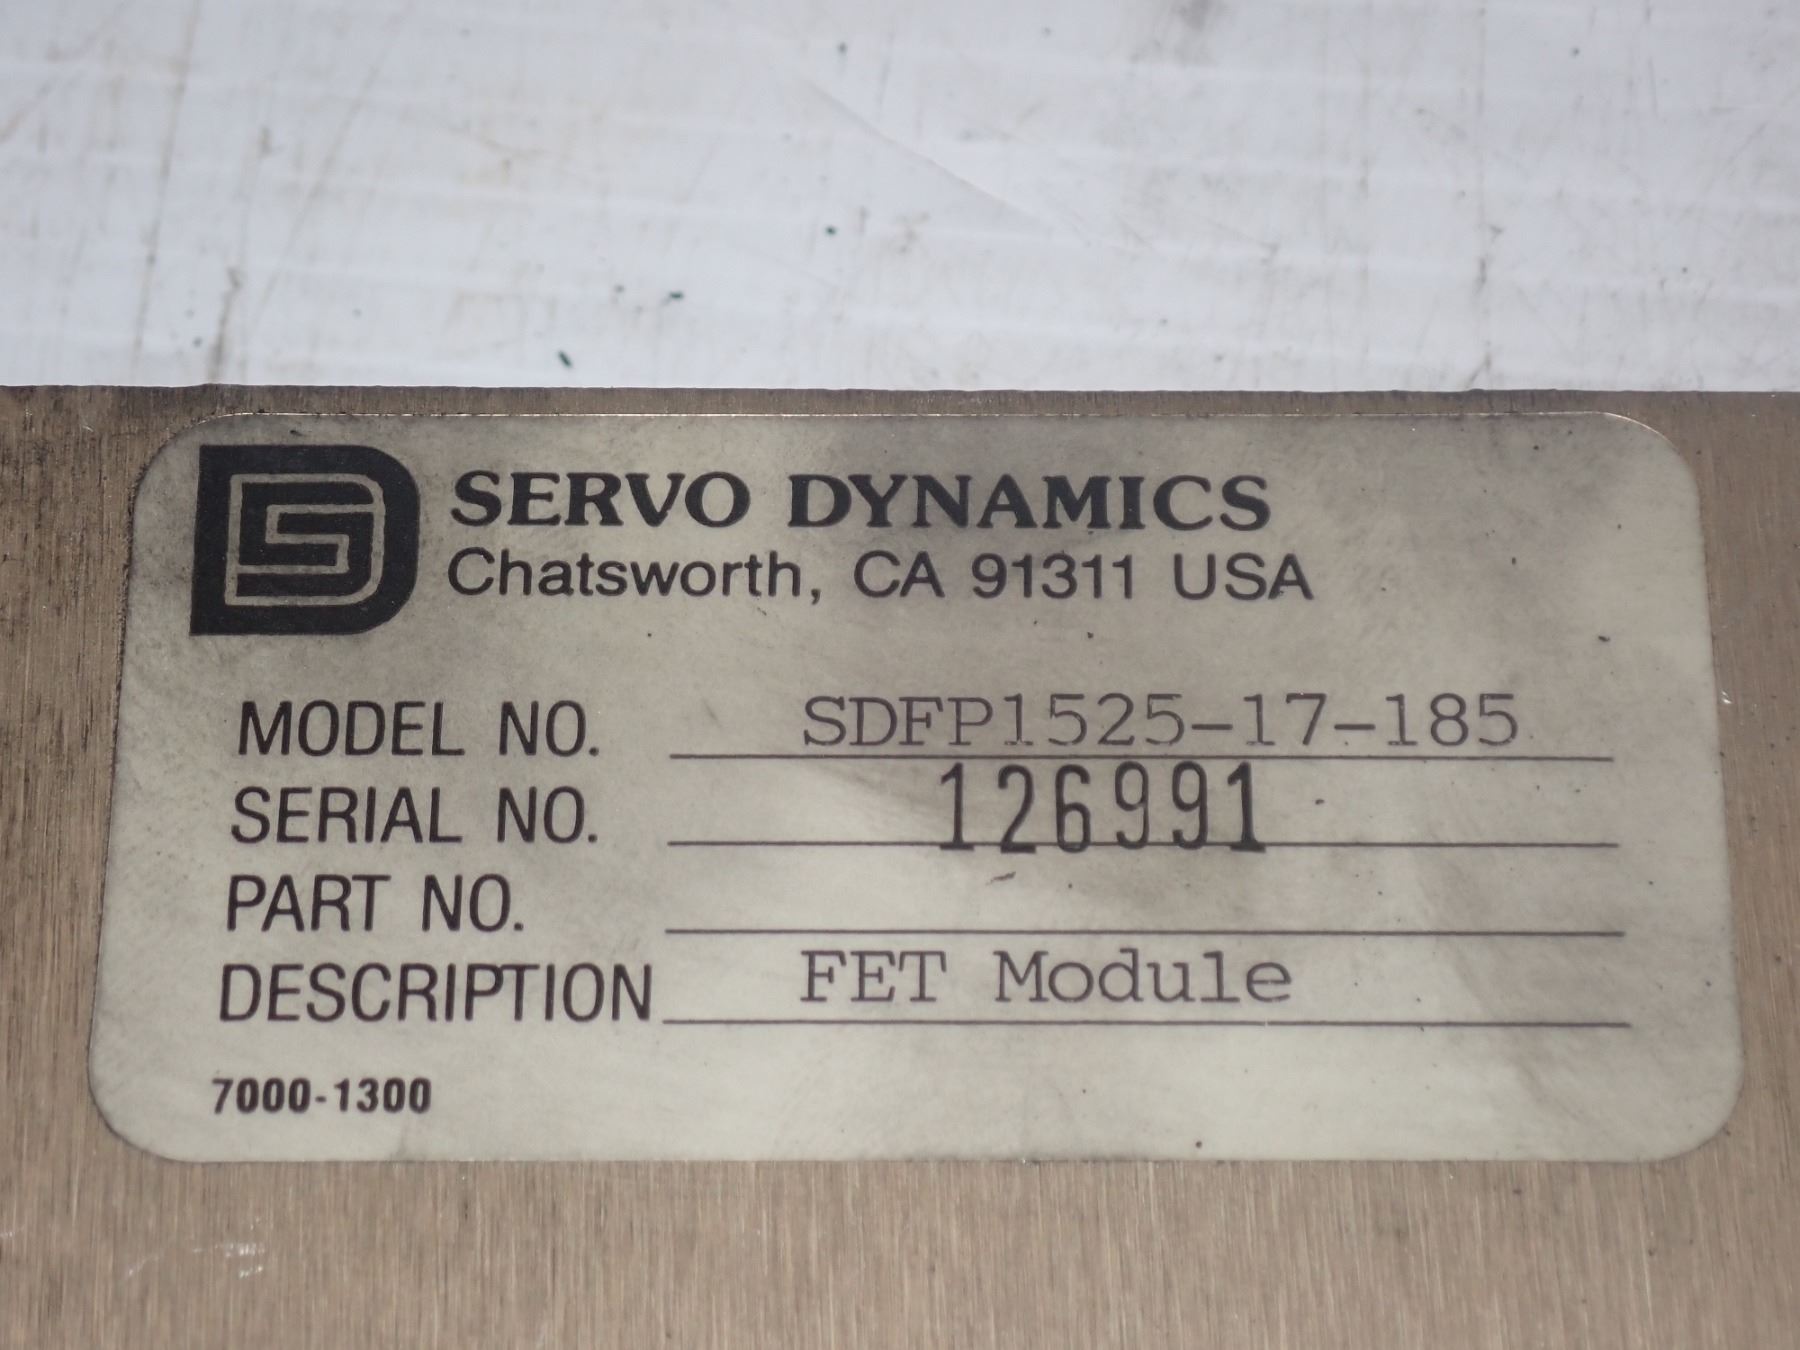 SERVO DYNAMICS
Chatsworth, CA 91311 USA
MODEL NO. SDFP1525-17-185
SERIAL NO. 126991
PART NO.
DESCRIPTION FET Module
7000-1300